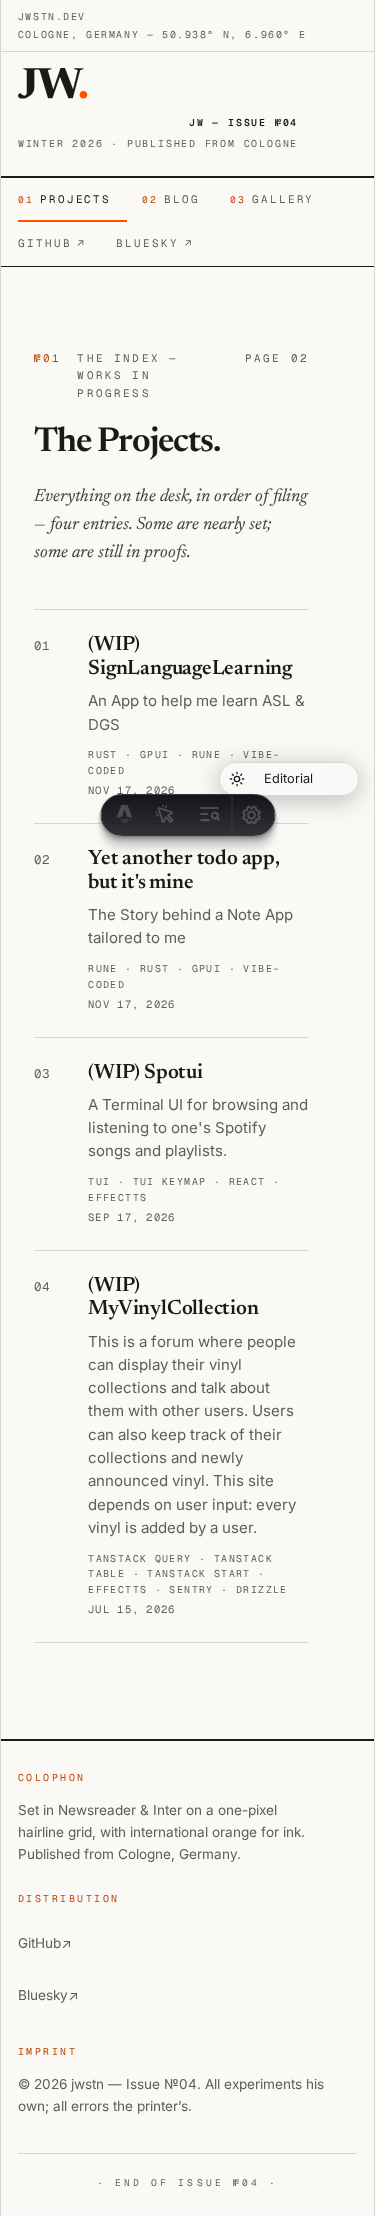 JWSTN.DEV
COLOGNE, GERMANY — 50.938° N, 6.960° E
JW.
JW — ISSUE №04
WINTER 2026 · PUBLISHED FROM COLOGNE
01 PROJECTS 02 BLOG 03 GALLERY
GITHUB ↗ BLUESKY ↗
№01 THE INDEX — PAGE 02
WORKS IN
PROGRESS
The Projects.
Everything on the desk, in order of filing
— four entries. Some are nearly set;
some are still in proofs.
01 (WIP)
SignLanguageLearning
An App to help me learn ASL &
DGS
RUST · GPUI · RUNE · VIBE-
CODED
NOV 17, 2026
Editorial
02 Yet another todo app,
but it's mine
The Story behind a Note App
tailored to me
RUNE · RUST · GPUI · VIBE-
CODED
NOV 17, 2026
03 (WIP) Spotui
A Terminal UI for browsing and
listening to one's Spotify
songs and playlists.
TUI · TUI KEYMAP · REACT ·
EFFECTTS
SEP 17, 2026
04 (WIP)
MyVinylCollection
This is a forum where people
can display their vinyl
collections and talk about
them with other users. Users
can also keep track of their
collections and newly
announced vinyl. This site
depends on user input: every
vinyl is added by a user.
TANSTACK QUERY · TANSTACK
TABLE · TANSTACK START ·
EFFECTTS · SENTRY · DRIZZLE
JUL 15, 2026
COLOPHON
Set in Newsreader & Inter on a one-pixel
hairline grid, with international orange for ink.
Published from Cologne, Germany.
DISTRIBUTION
GitHub↗
Bluesky↗
IMPRINT
© 2026 jwstn — Issue №04. All experiments his
own; all errors the printer’s.
· END OF ISSUE №04 ·